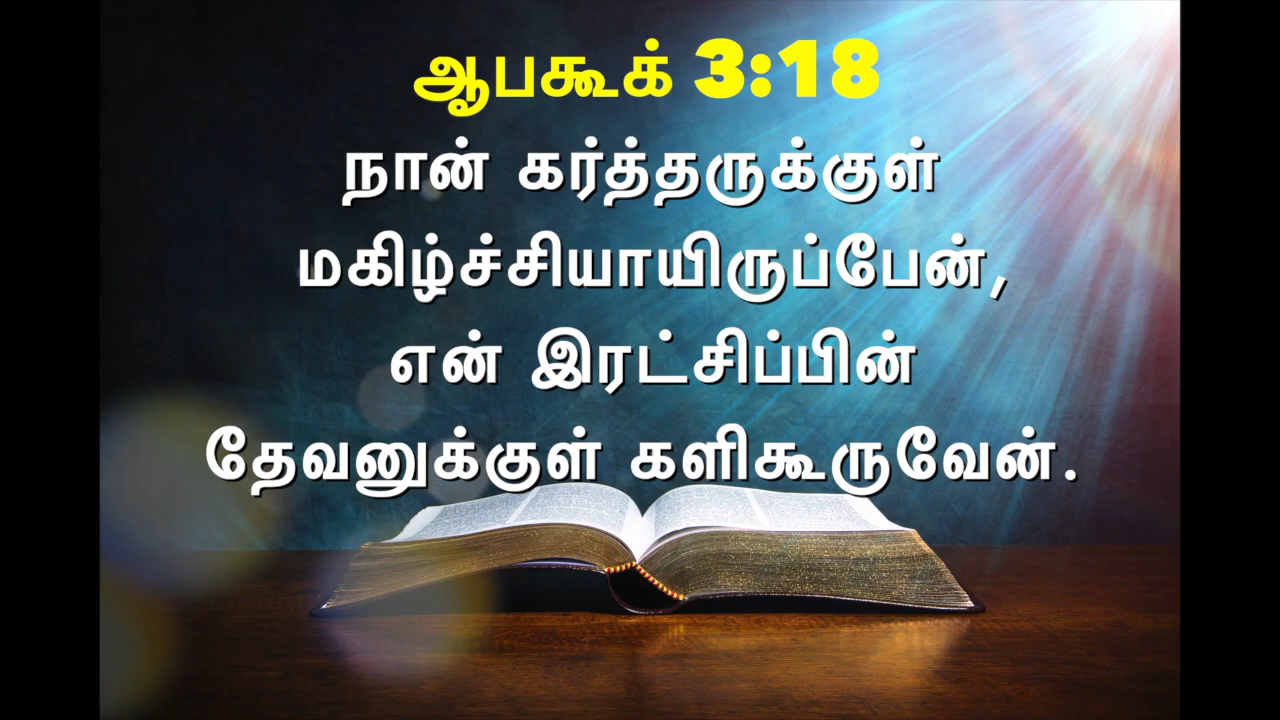 ஆபகூக் 3:18
நான் கர்த்தருக்குள்
மகிழ்ச்சியாயிருப்பேன்,
என் இரட்சிப்பின்
தேவனுக்குள் களிகூருவேன்.